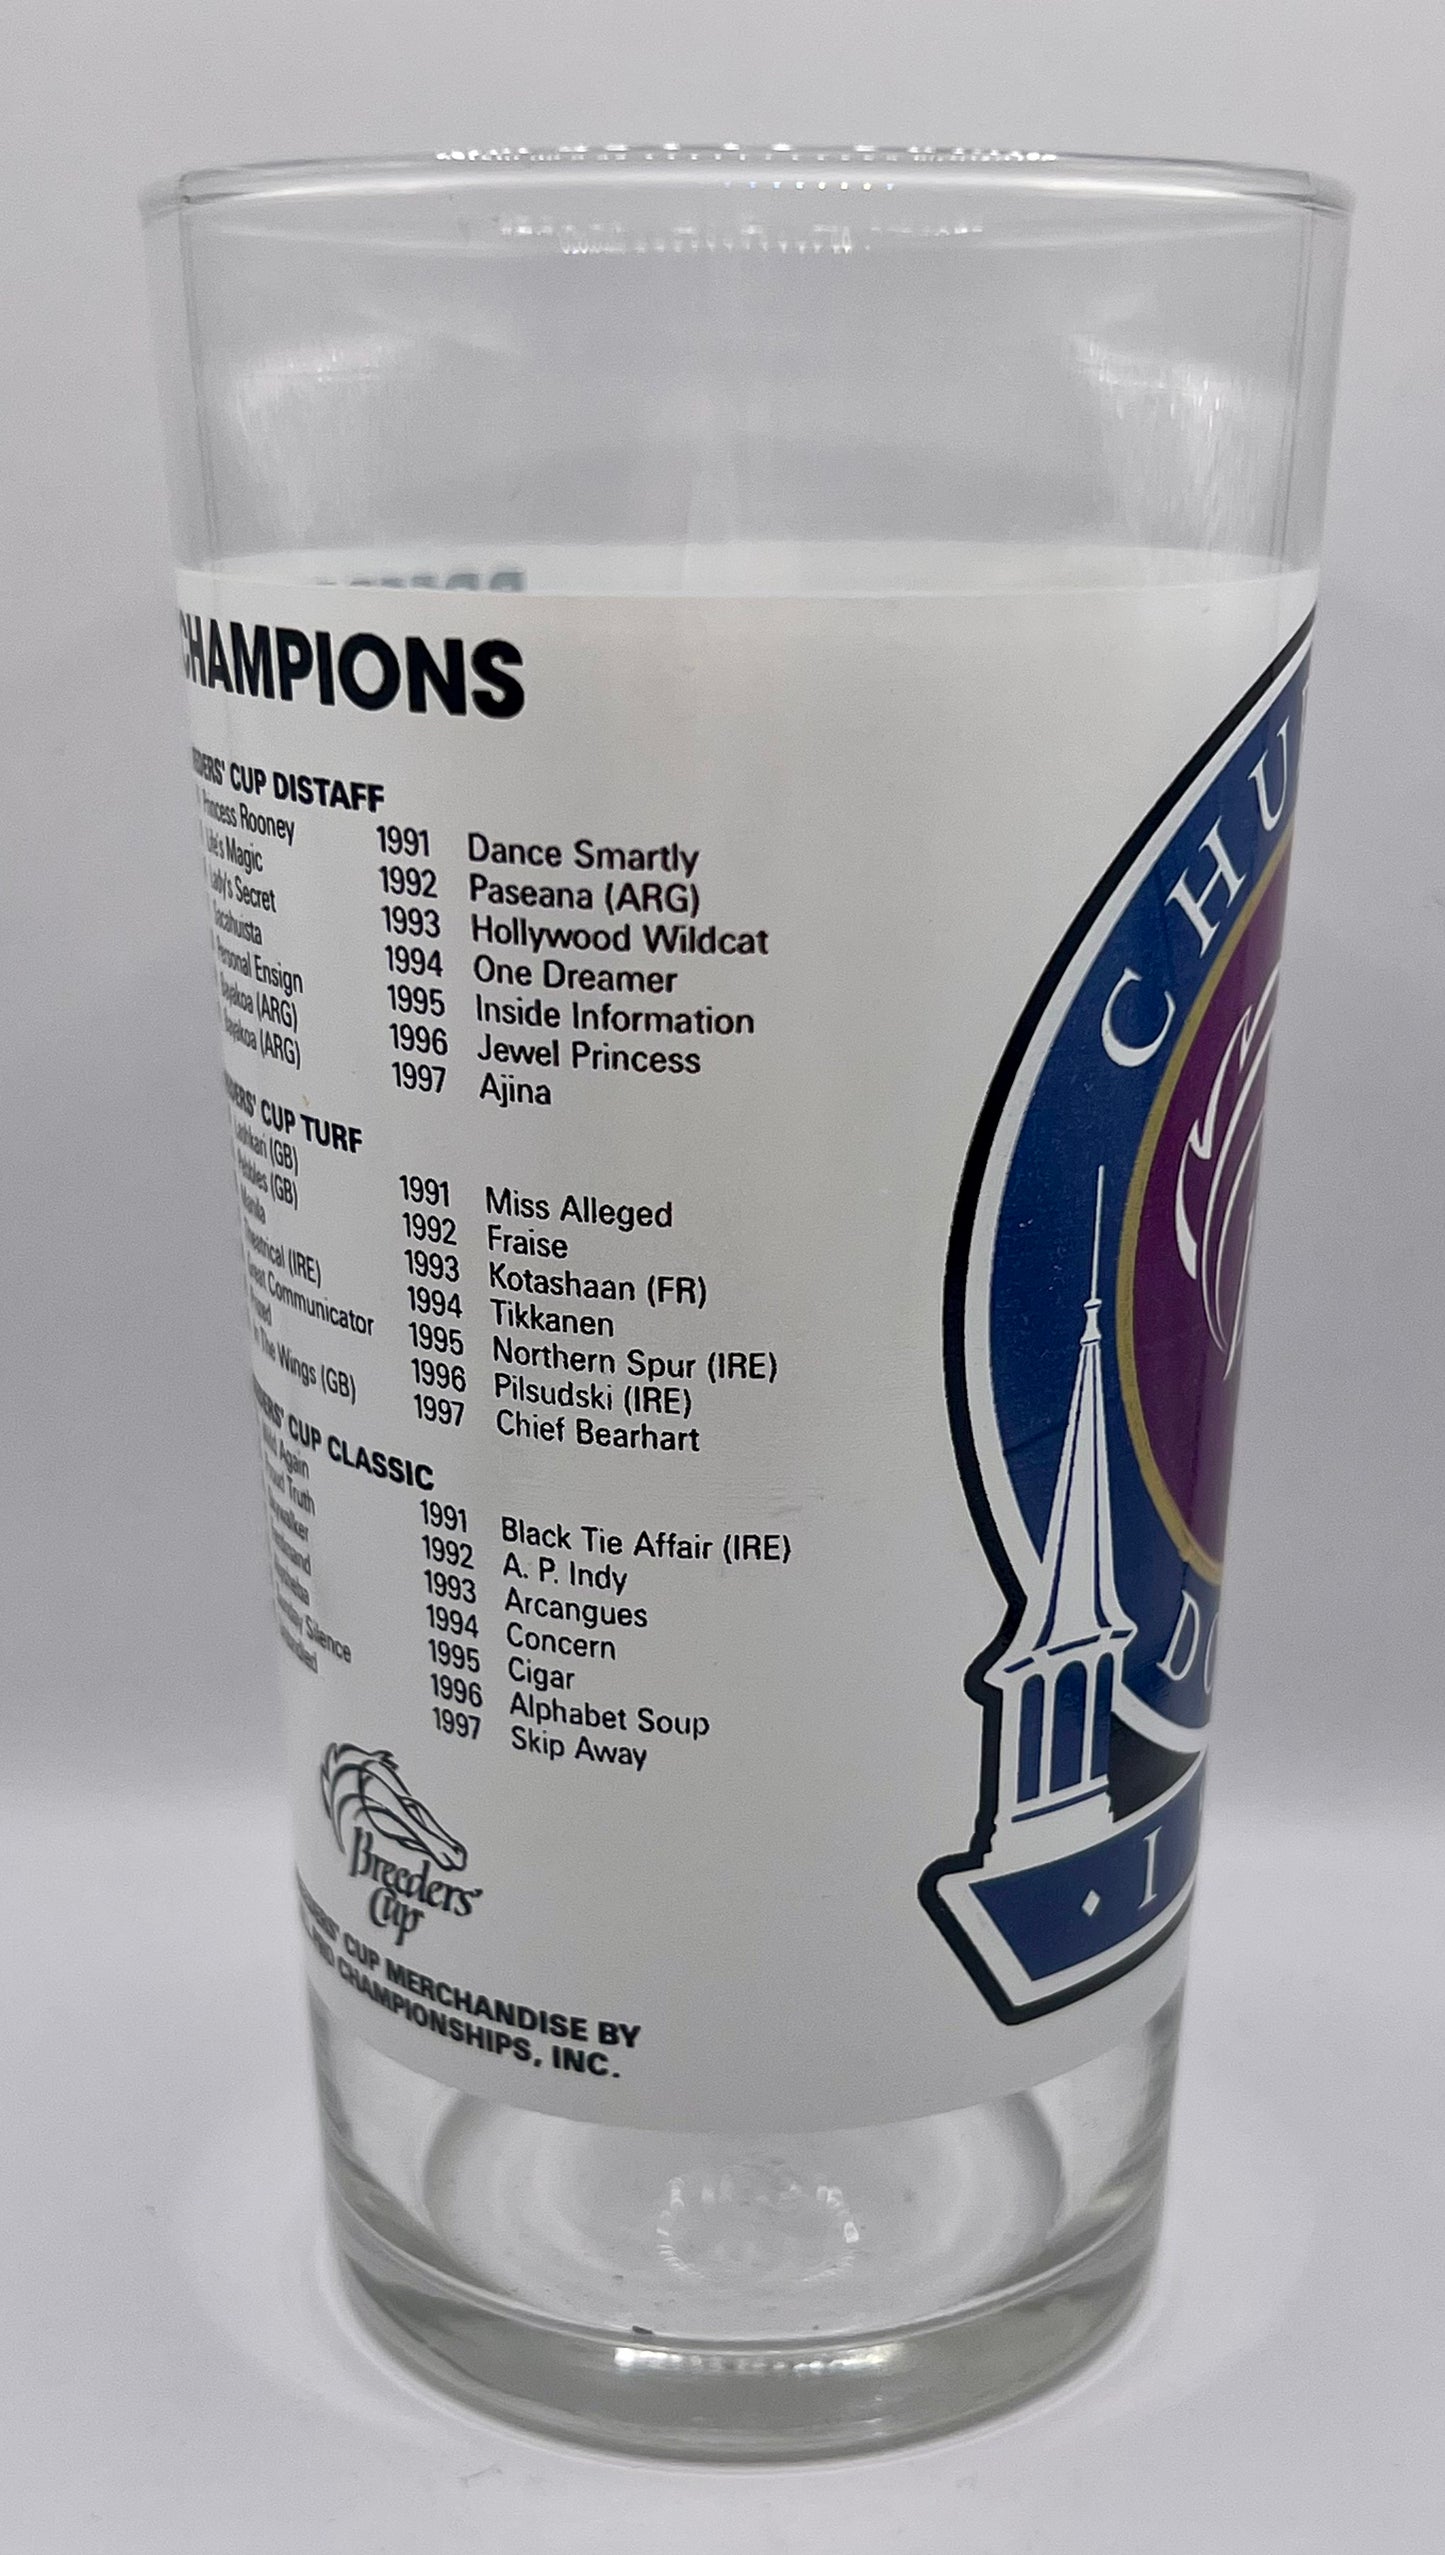 CHAMPIONS
CUP DISTAFF
Princess Rooney 1991 Dance Smartly
Life's Magic 1992 Paseana (ARG)
Lady's Secret 1993 Hollywood Wildcat
Sacahuista 1994 One Dreamer
Personal Ensign 1995 Inside Information
Bayakoa (ARG) 1996 Jewel Princess
Bayakoa (ARG) 1997 Ajina
CUP TURF
Lashkari (GB) 1991 Miss Alleged
Pebbles (GB) 1992 Fraise
Manila 1993 Kotashaan (FR)
Theatrical (IRE) 1994 Tikkanen
Great Communicator 1995 Northern Spur (IRE)
1996 Pilsudski (IRE)
In The Wings (GB) 1997 Chief Bearhart
CUP CLASSIC
Wild Again 1991 Black Tie Affair (IRE)
Proud Truth 1992 A. P. Indy
Skywalker 1993 Arcangues
1994 Concern
1995 Cigar
Sunday Silence 1996 Alphabet Soup
1997 Skip Away
Breeders'
Cup
CUP MERCHANDISE BY
CHAMPIONSHIPS, INC.
CHU
DO
I